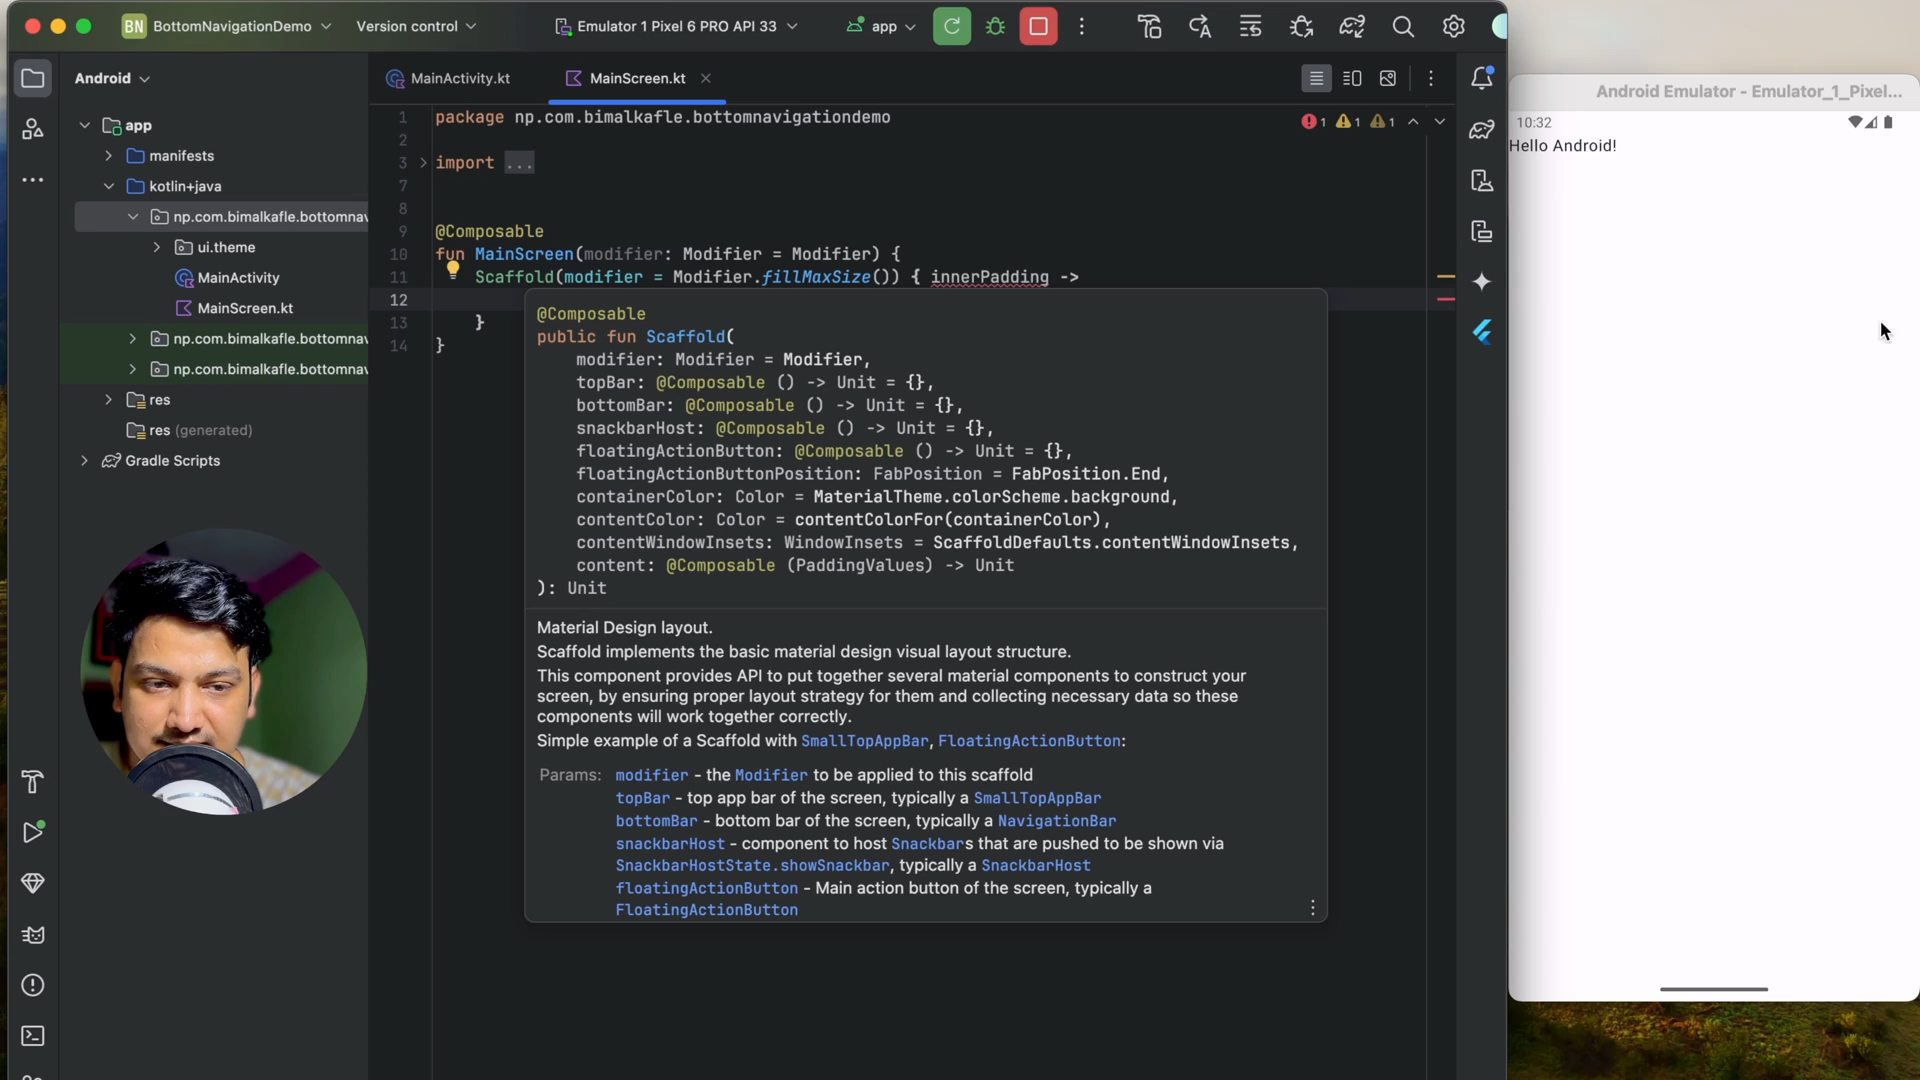 BN BottomNavigationDemo Version control Emulator 1 Pixel 6 PRO API 33 app
Android
MainActivity.kt MainScreen.kt
app
manifests
kotlin+java
np.com.bimalkafle.bottomnav
ui.theme
MainActivity
MainScreen.kt
np.com.bimalkafle.bottomnav
np.com.bimalkafle.bottomnav
res
res (generated)
Gradle Scripts
1 package np.com.bimalkafle.bottomnavigationdemo
1 1 1
2
3 import ...
7
8
9 @Composable
10 fun MainScreen(modifier: Modifier = Modifier) {
11 Scaffold(modifier = Modifier.fillMaxSize()) { innerPadding ->
12
13 }
14 }
@Composable
public fun Scaffold(
modifier: Modifier = Modifier,
topBar: @Composable () -> Unit = {},
bottomBar: @Composable () -> Unit = {},
snackbarHost: @Composable () -> Unit = {},
floatingActionButton: @Composable () -> Unit = {},
floatingActionButtonPosition: FabPosition = FabPosition.End,
containerColor: Color = MaterialTheme.colorScheme.background,
contentColor: Color = contentColorFor(containerColor),
contentWindowInsets: WindowInsets = ScaffoldDefaults.contentWindowInsets,
content: @Composable (PaddingValues) -> Unit
): Unit
Material Design layout.
Scaffold implements the basic material design visual layout structure.
This component provides API to put together several material components to construct your
screen, by ensuring proper layout strategy for them and collecting necessary data so these
components will work together correctly.
Simple example of a Scaffold with SmallTopAppBar, FloatingActionButton:
Params: modifier - the Modifier to be applied to this scaffold
topBar - top app bar of the screen, typically a SmallTopAppBar
bottomBar - bottom bar of the screen, typically a NavigationBar
snackbarHost - component to host Snackbars that are pushed to be shown via
SnackbarHostState.showSnackbar, typically a SnackbarHost
floatingActionButton - Main action button of the screen, typically a
FloatingActionButton
Android Emulator - Emulator_1_Pixel...
10:32
Hello Android!